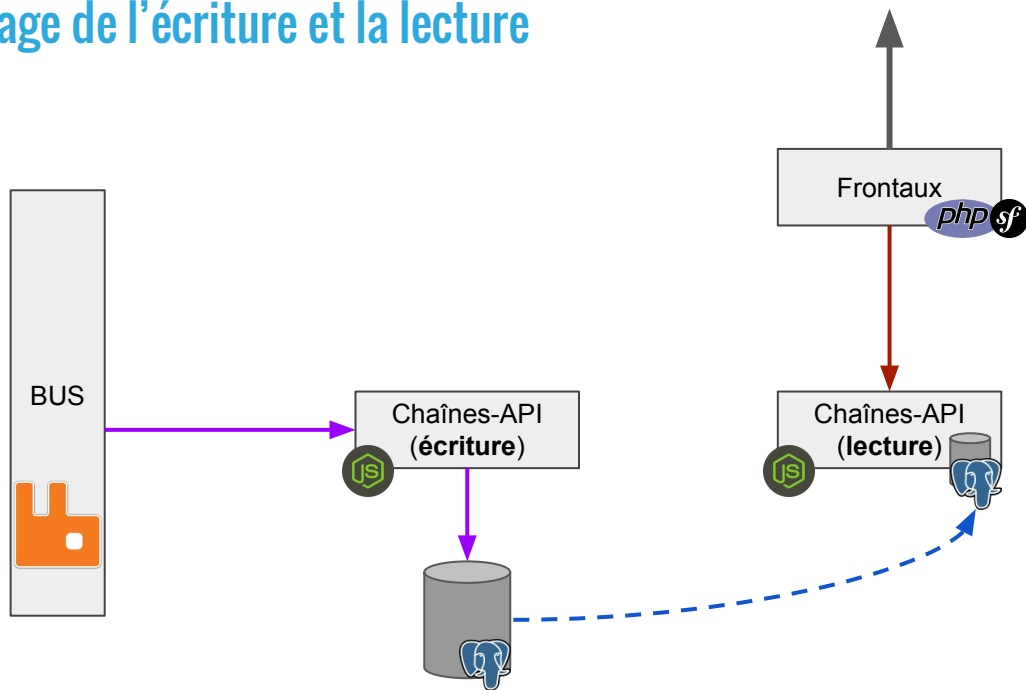 age de l'écriture et la lecture
Frontaux
php sf
BUS
Chaînes-API
(écriture)
JS
Chaînes-API
(lecture)
JS